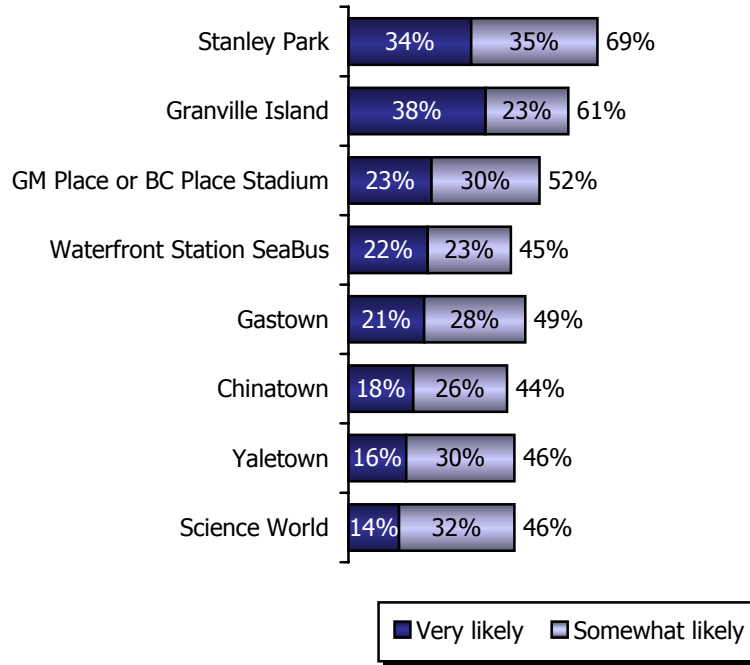 Stanley Park 34% 35% 69%
Granville Island 38% 23% 61%
GM Place or BC Place Stadium 23% 30% 52%
Waterfront Station SeaBus 22% 23% 45%
Gastown 21% 28% 49%
Chinatown 18% 26% 44%
Yaletown 16% 30% 46%
Science World 14% 32% 46%
Very likely Somewhat likely